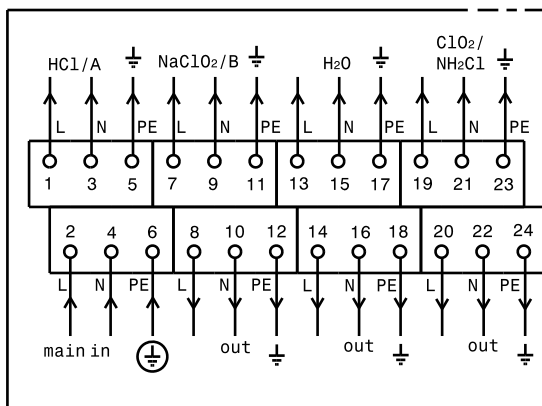 HCl/A NaClO₂/B H₂O ClO₂/
NH₂Cl
L N PE L N PE L N PE L N PE
1 3 5 7 9 11 13 15 17 19 21 23
2 4 6 8 10 12 14 16 18 20 22 24
L N PE L N PE L N PE L N PE
main in out out out